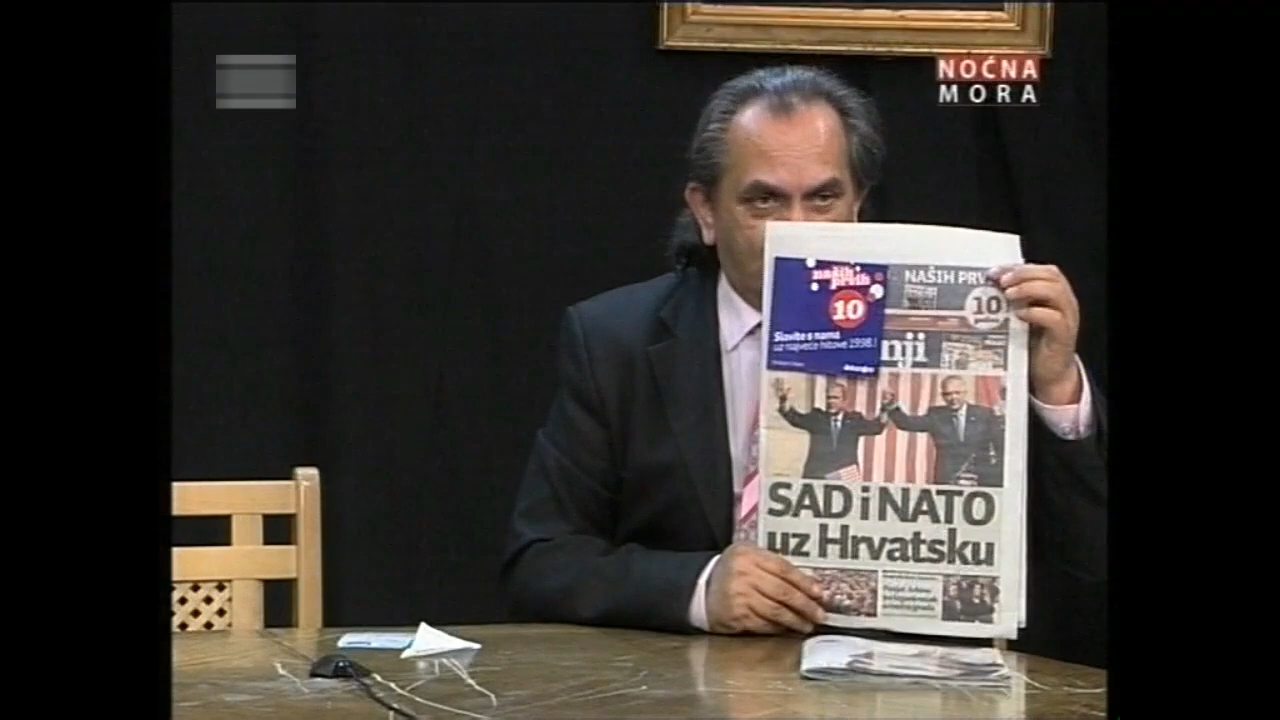 NOĆNA
MORA
naših
prvih
10
Slavite s nama
uz najveće hitove 1998.!
NAŠIH PRV
10
nji
SAD i NATO
uz Hrvatsku